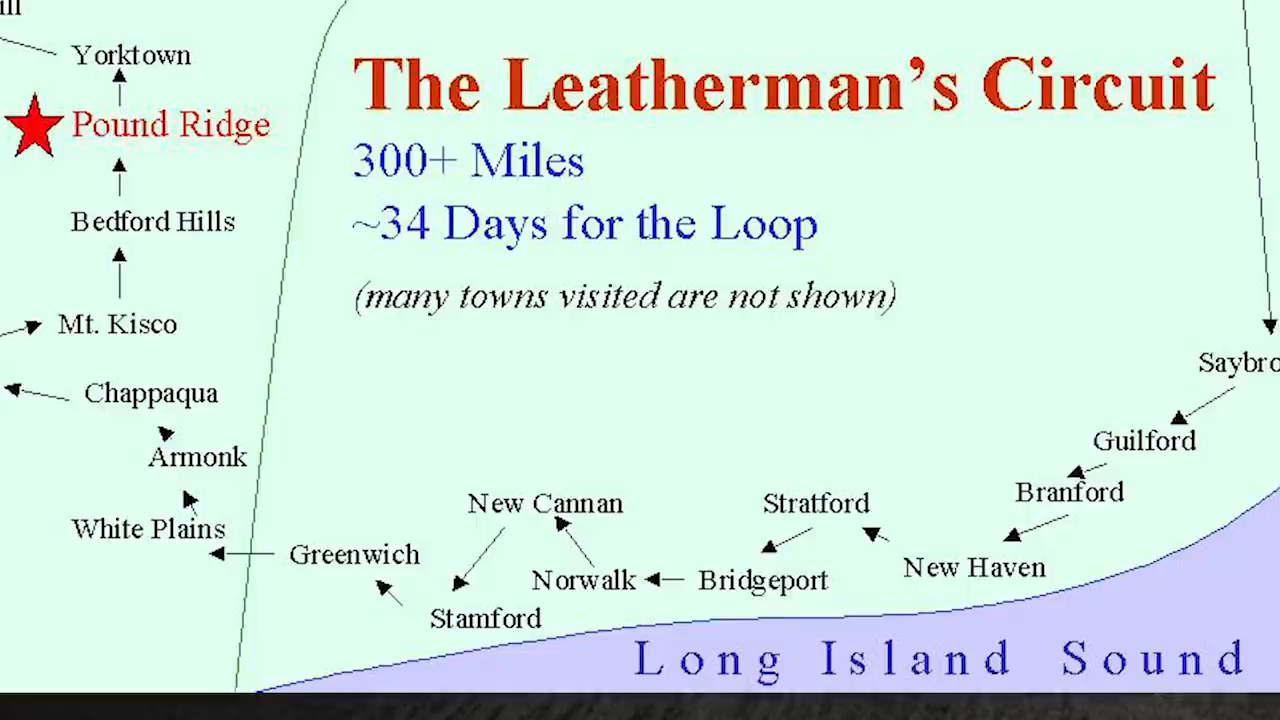 Yorktown
The Leatherman's Circuit
Pound Ridge
300+ Miles
Bedford Hills
~34 Days for the Loop
(many towns visited are not shown)
Mt. Kisco
Saybro
Chappaqua
Guilford
Armonk
Branford
New Cannan
Stratford
White Plains
Greenwich
New Haven
Norwalk
Bridgeport
Stamford
Long Island Sound